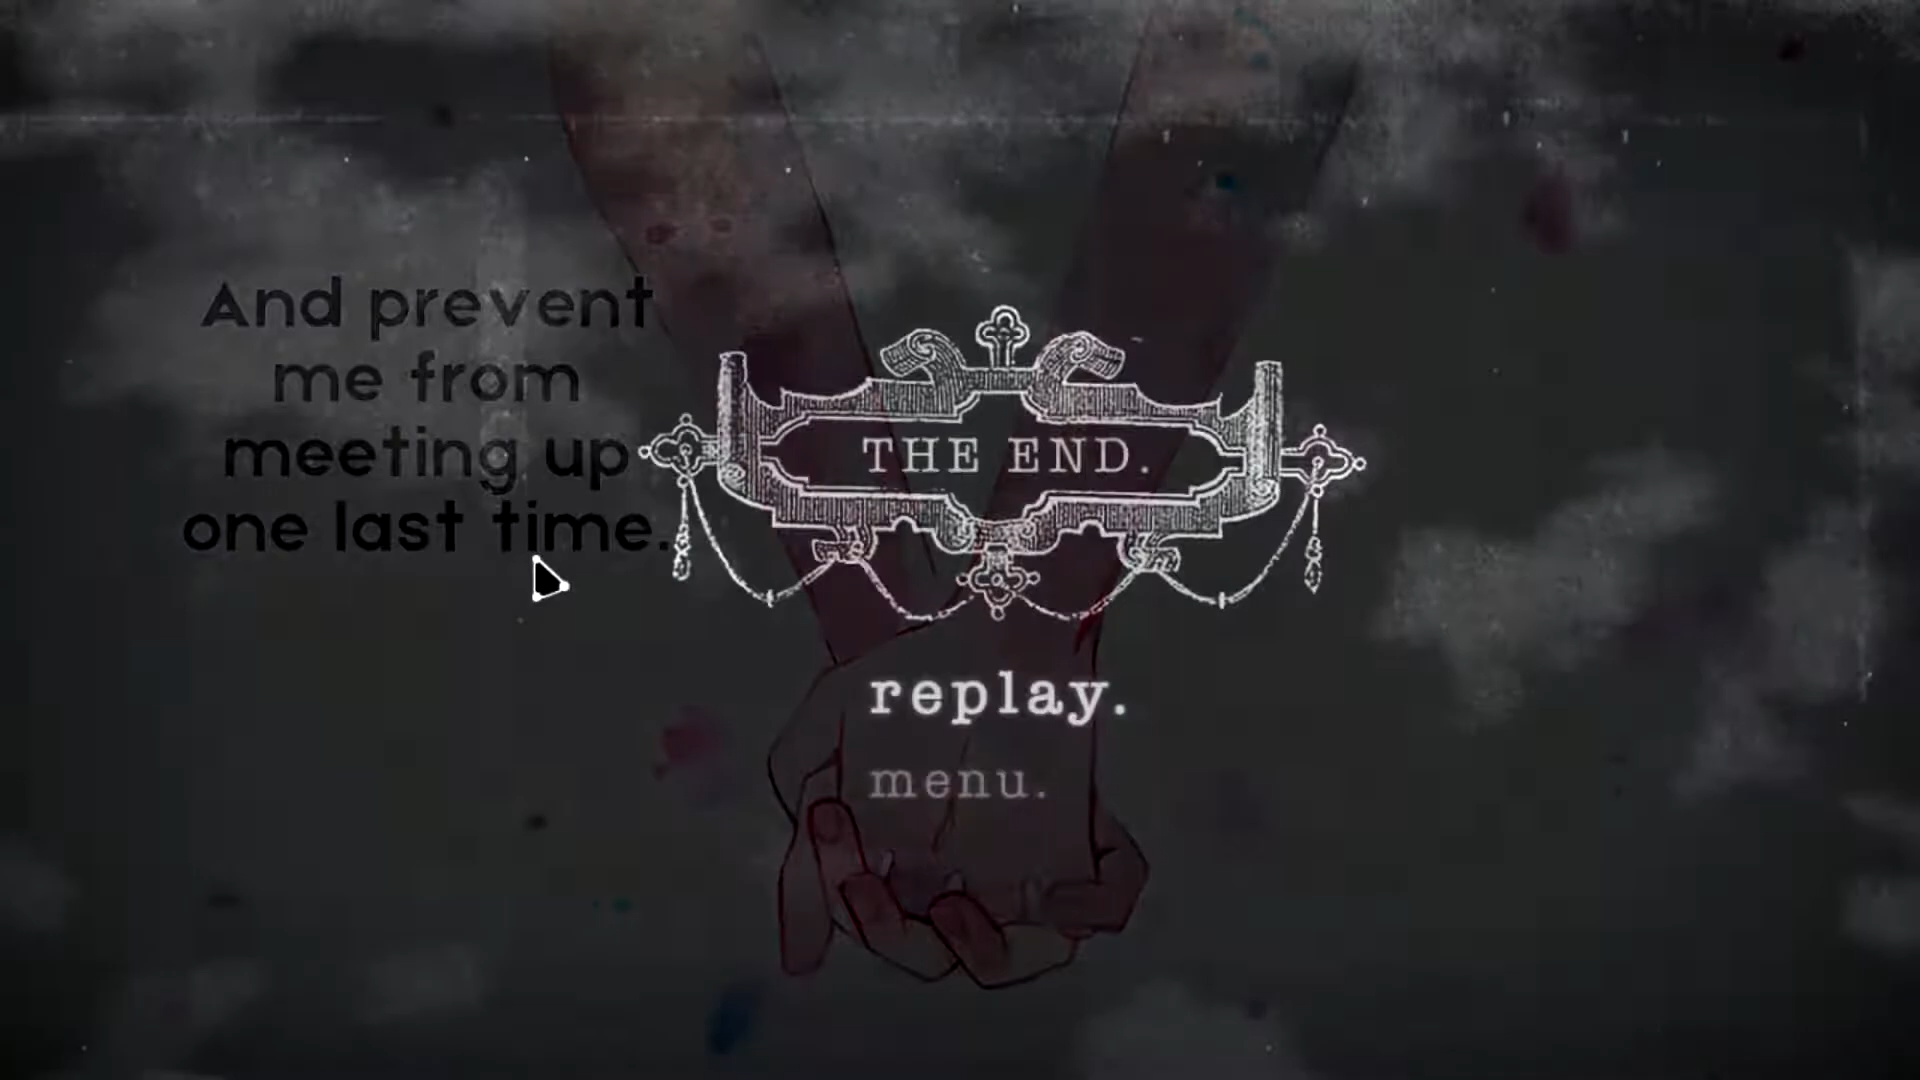 And prevent
me from
meeting up
one last time.
THE END.
replay.
menu.